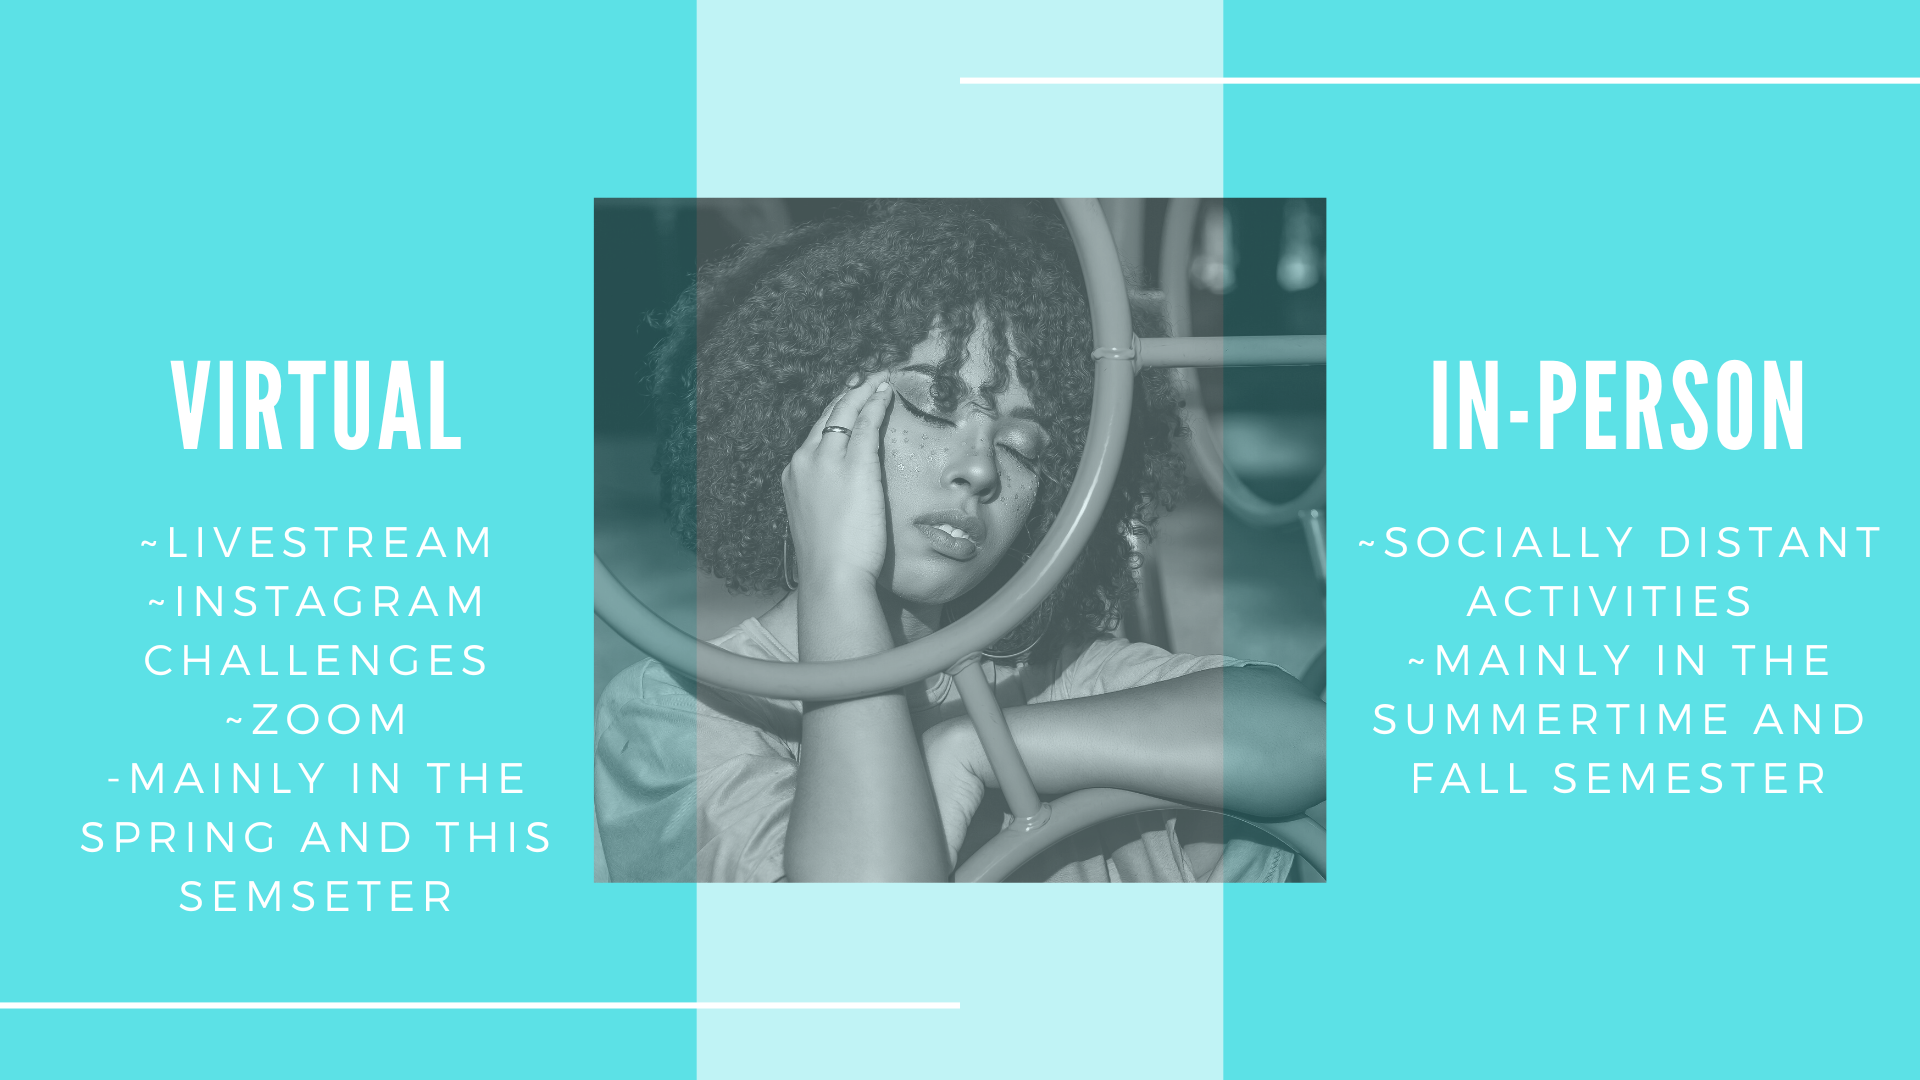 VIRTUAL
~LIVESTREAM
~INSTAGRAM
CHALLENGES
~ZOOM
-MAINLY IN THE
SPRING AND THIS
SEMSETER
IN-PERSON
~SOCIALLY DISTANT
ACTIVITIES
~MAINLY IN THE
SUMMERTIME AND
FALL SEMESTER